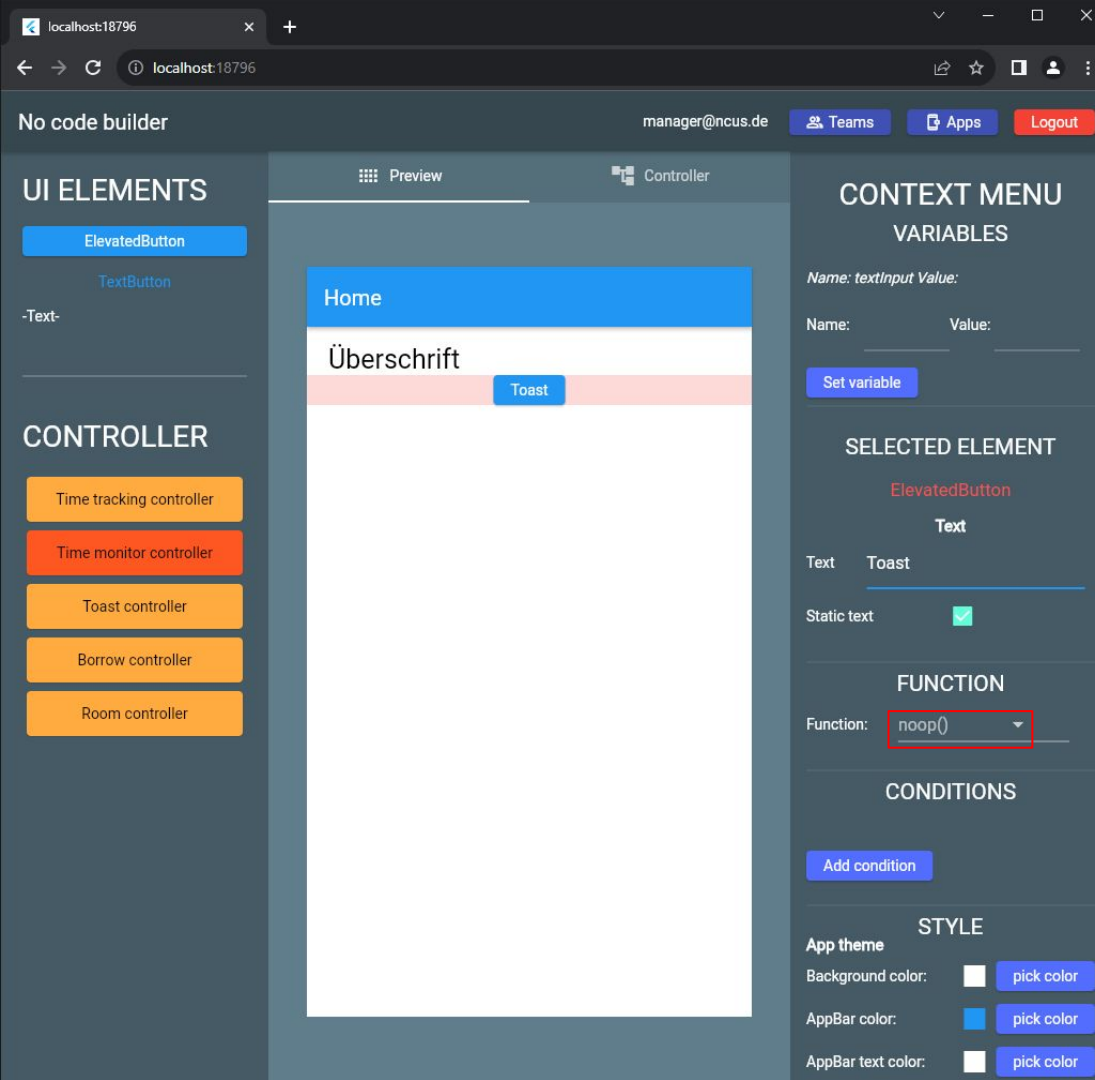 localhost:18796
localhost:18796
No code builder
manager@ncus.de
Teams
Apps
Logout
UI ELEMENTS
ElevatedButton
TextButton
-Text-
CONTROLLER
Time tracking controller
Time monitor controller
Toast controller
Borrow controller
Room controller
Preview
Controller
Home
Überschrift
Toast
CONTEXT MENU
VARIABLES
Name: textInput Value:
Name: Value:
Set variable
SELECTED ELEMENT
ElevatedButton
Text
Text Toast
Static text
FUNCTION
Function: noop()
CONDITIONS
Add condition
STYLE
App theme
Background color: pick color
AppBar color: pick color
AppBar text color: pick color